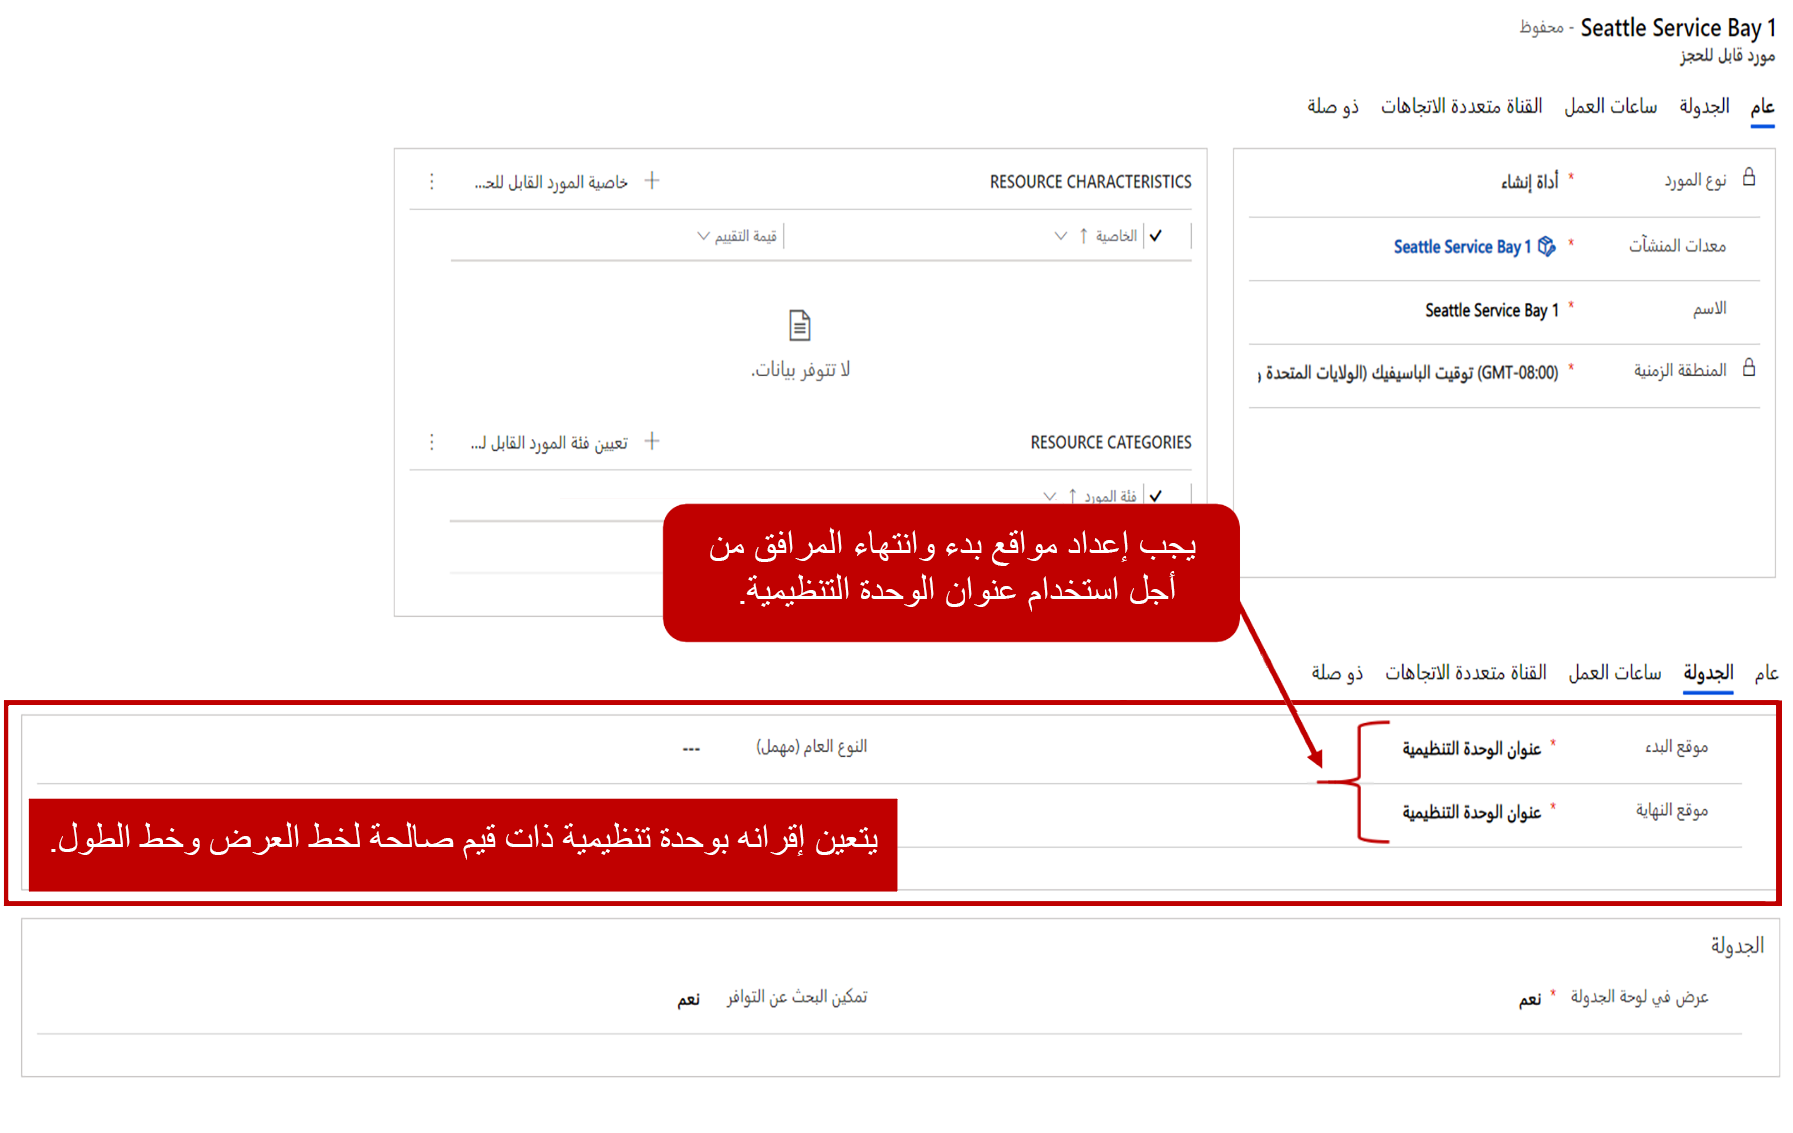 Seattle Service Bay 1 - محفوظ
مورد قابل للحجز
عام الجدولة ساعات العمل القناة متعددة الاتجاهات ذو صلة
نوع المورد * أداة إنشاء
معدات المنشآت * Seattle Service Bay 1
الاسم * Seattle Service Bay 1
المنطقة الزمنية * (GMT-08:00) توقيت الباسيفيك (الولايات المتحدة و
RESOURCE CHARACTERISTICS + خاصية المورد القابل للحـ...
الخاصية ↑ قيمة التقييم
لا تتوفر بيانات.
RESOURCE CATEGORIES + تعيين فئة المورد القابل لـ...
فئة المورد ↑
يجب إعداد مواقع بدء وانتهاء المرافق من
أجل استخدام عنوان الوحدة التنظيمية.
عام الجدولة ساعات العمل القناة متعددة الاتجاهات ذو صلة
موقع البدء * عنوان الوحدة التنظيمية النوع العام (مهمل) ---
موقع النهاية * عنوان الوحدة التنظيمية
يتعين إقرانه بوحدة تنظيمية ذات قيم صالحة لخط العرض وخط الطول.
الجدولة
عرض في لوحة الجدولة * نعم تمكين البحث عن التوافر نعم